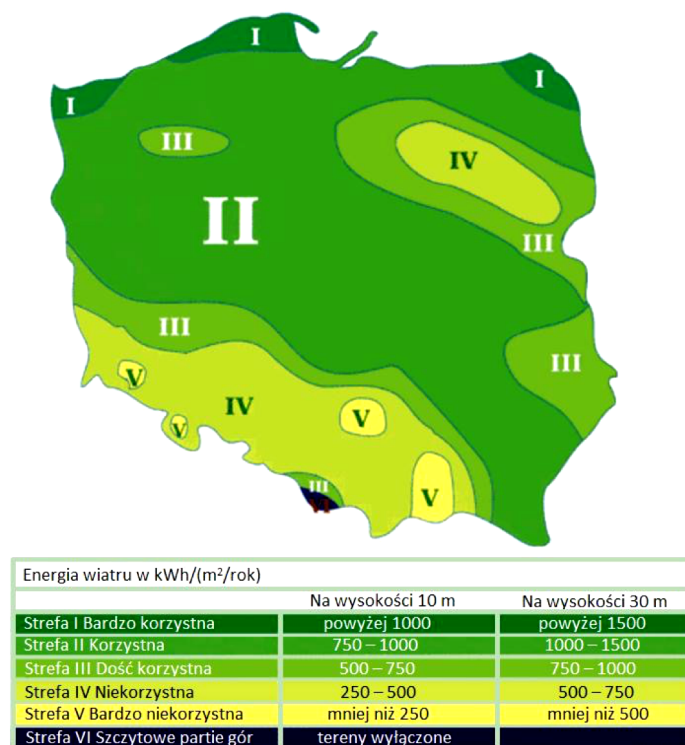 I
I
I
III
IV
II
III
III
III
V
IV
V
V
III
V
VI
Energia wiatru w kWh/(m²/rok)
Na wysokości 10 m Na wysokości 30 m
Strefa I Bardzo korzystna powyżej 1000 powyżej 1500
Strefa II Korzystna 750 – 1000 1000 – 1500
Strefa III Dość korzystna 500 – 750 750 – 1000
Strefa IV Niekorzystna 250 – 500 500 – 750
Strefa V Bardzo niekorzystna mniej niż 250 mniej niż 500
Strefa VI Szczytowe partie gór tereny wyłączone